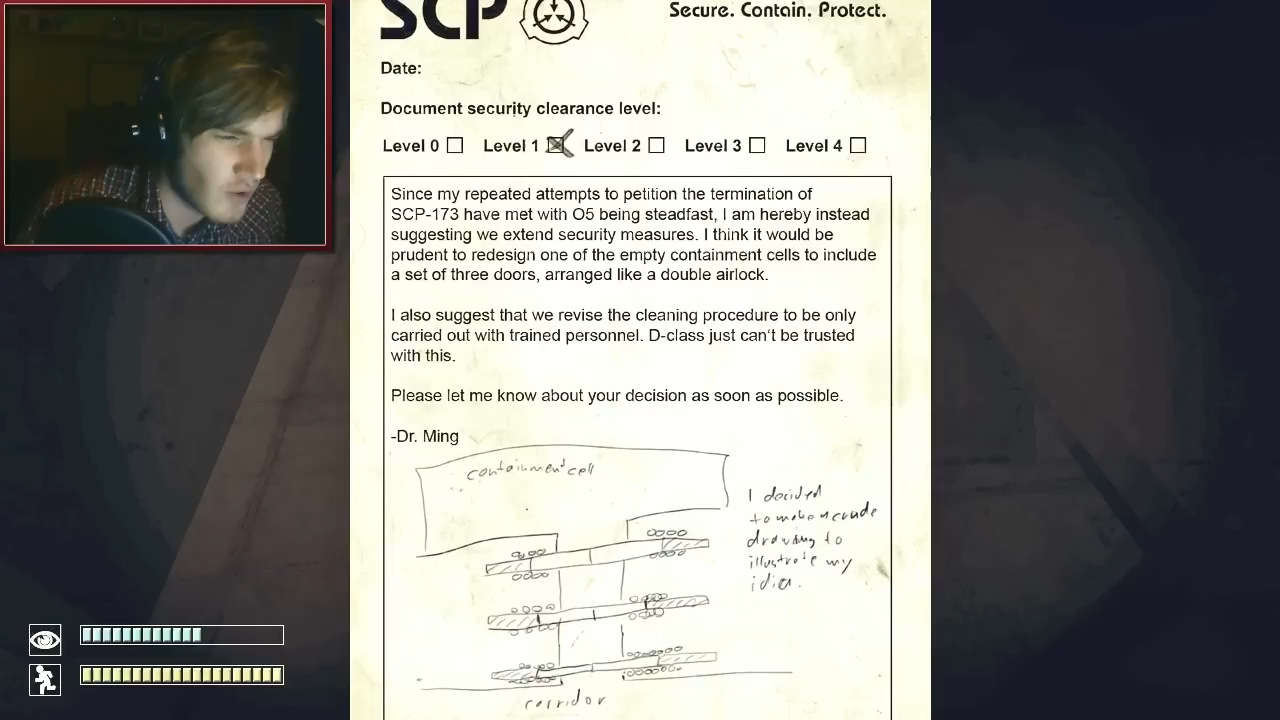 SCP
Secure. Contain. Protect.
Date:
Document security clearance level:
Level 0 Level 1 Level 2 Level 3 Level 4
Since my repeated attempts to petition the termination of
SCP-173 have met with O5 being steadfast, I am hereby instead
suggesting we extend security measures. I think it would be
prudent to redesign one of the empty containment cells to include
a set of three doors, arranged like a double airlock.
I also suggest that we revise the cleaning procedure to be only
carried out with trained personnel. D-class just can't be trusted
with this.
Please let me know about your decision as soon as possible.
-Dr. Ming
containment cell
I decided
to make a crude
drawing to
illustrate my
idea.
corridor